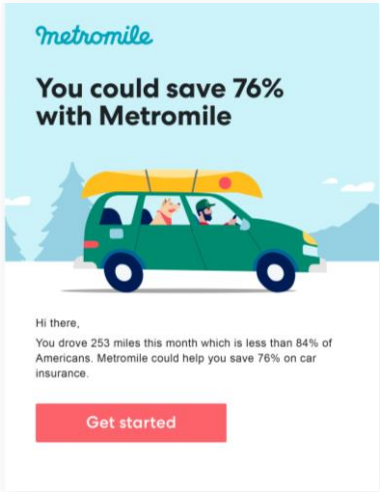 metromile
You could save 76%
with Metromile
Hi there,
You drove 253 miles this month which is less than 84% of
Americans. Metromile could help you save 76% on car
insurance.
Get started